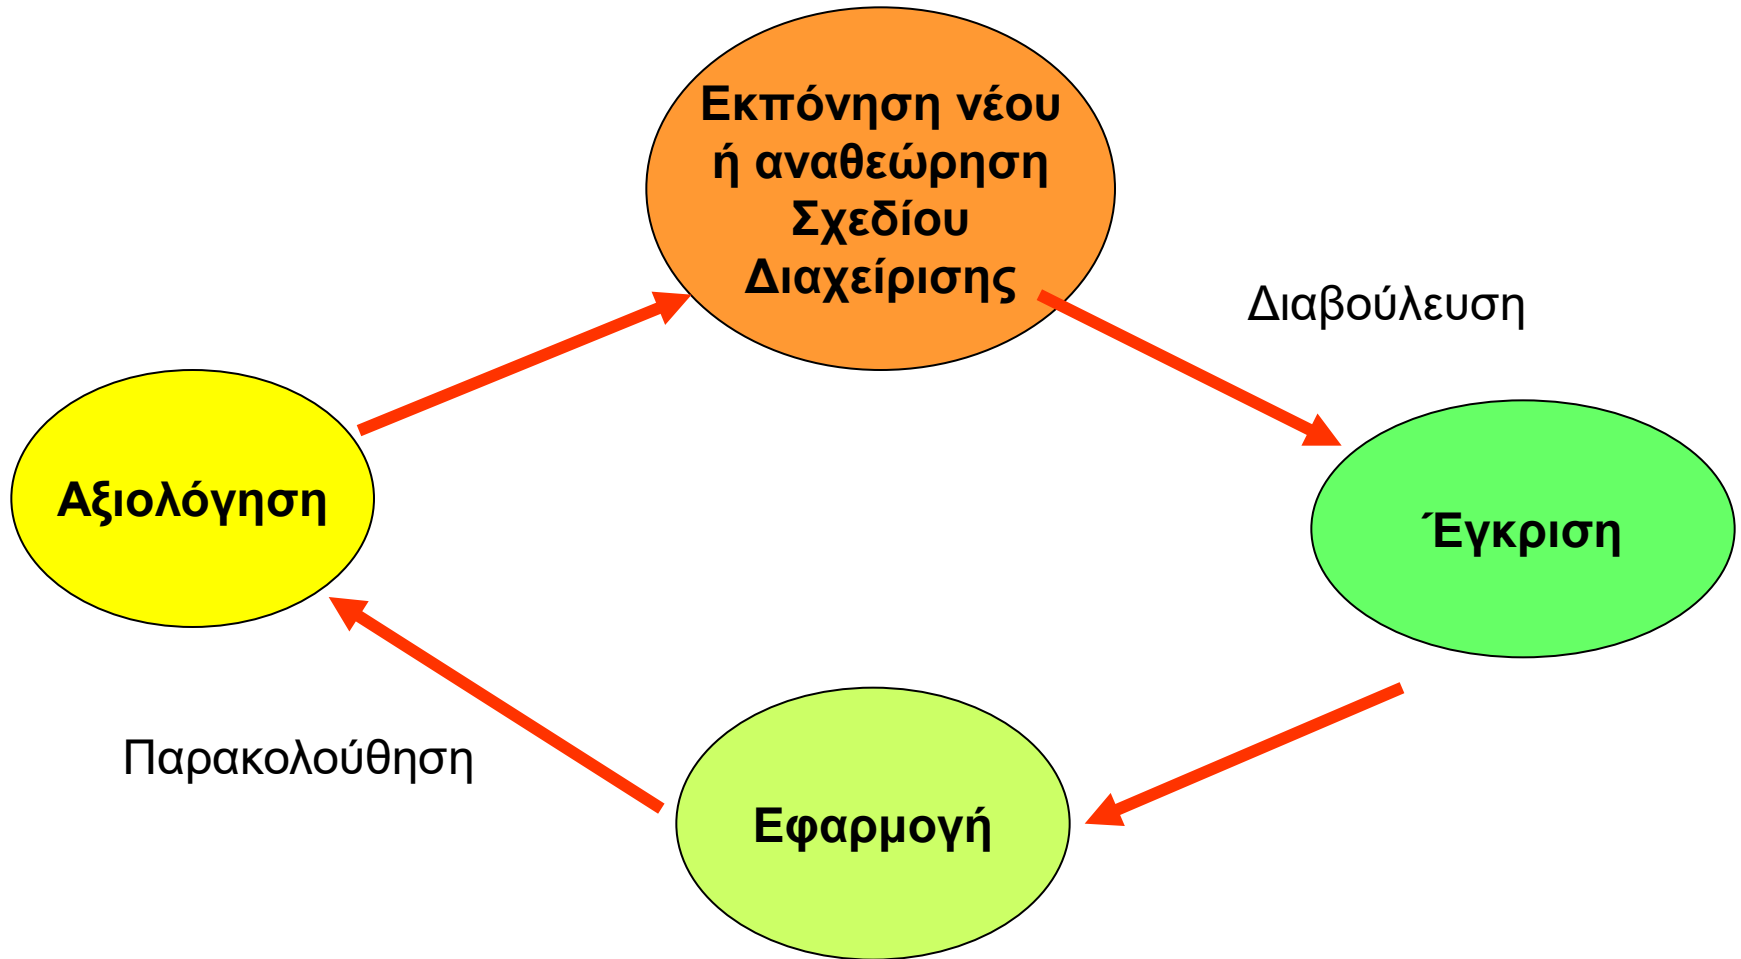 Εκπόνηση νέου
ή αναθεώρηση
Σχεδίου
Διαχείρισης
Διαβούλευση
Αξιολόγηση
Έγκριση
Παρακολούθηση
Εφαρμογή